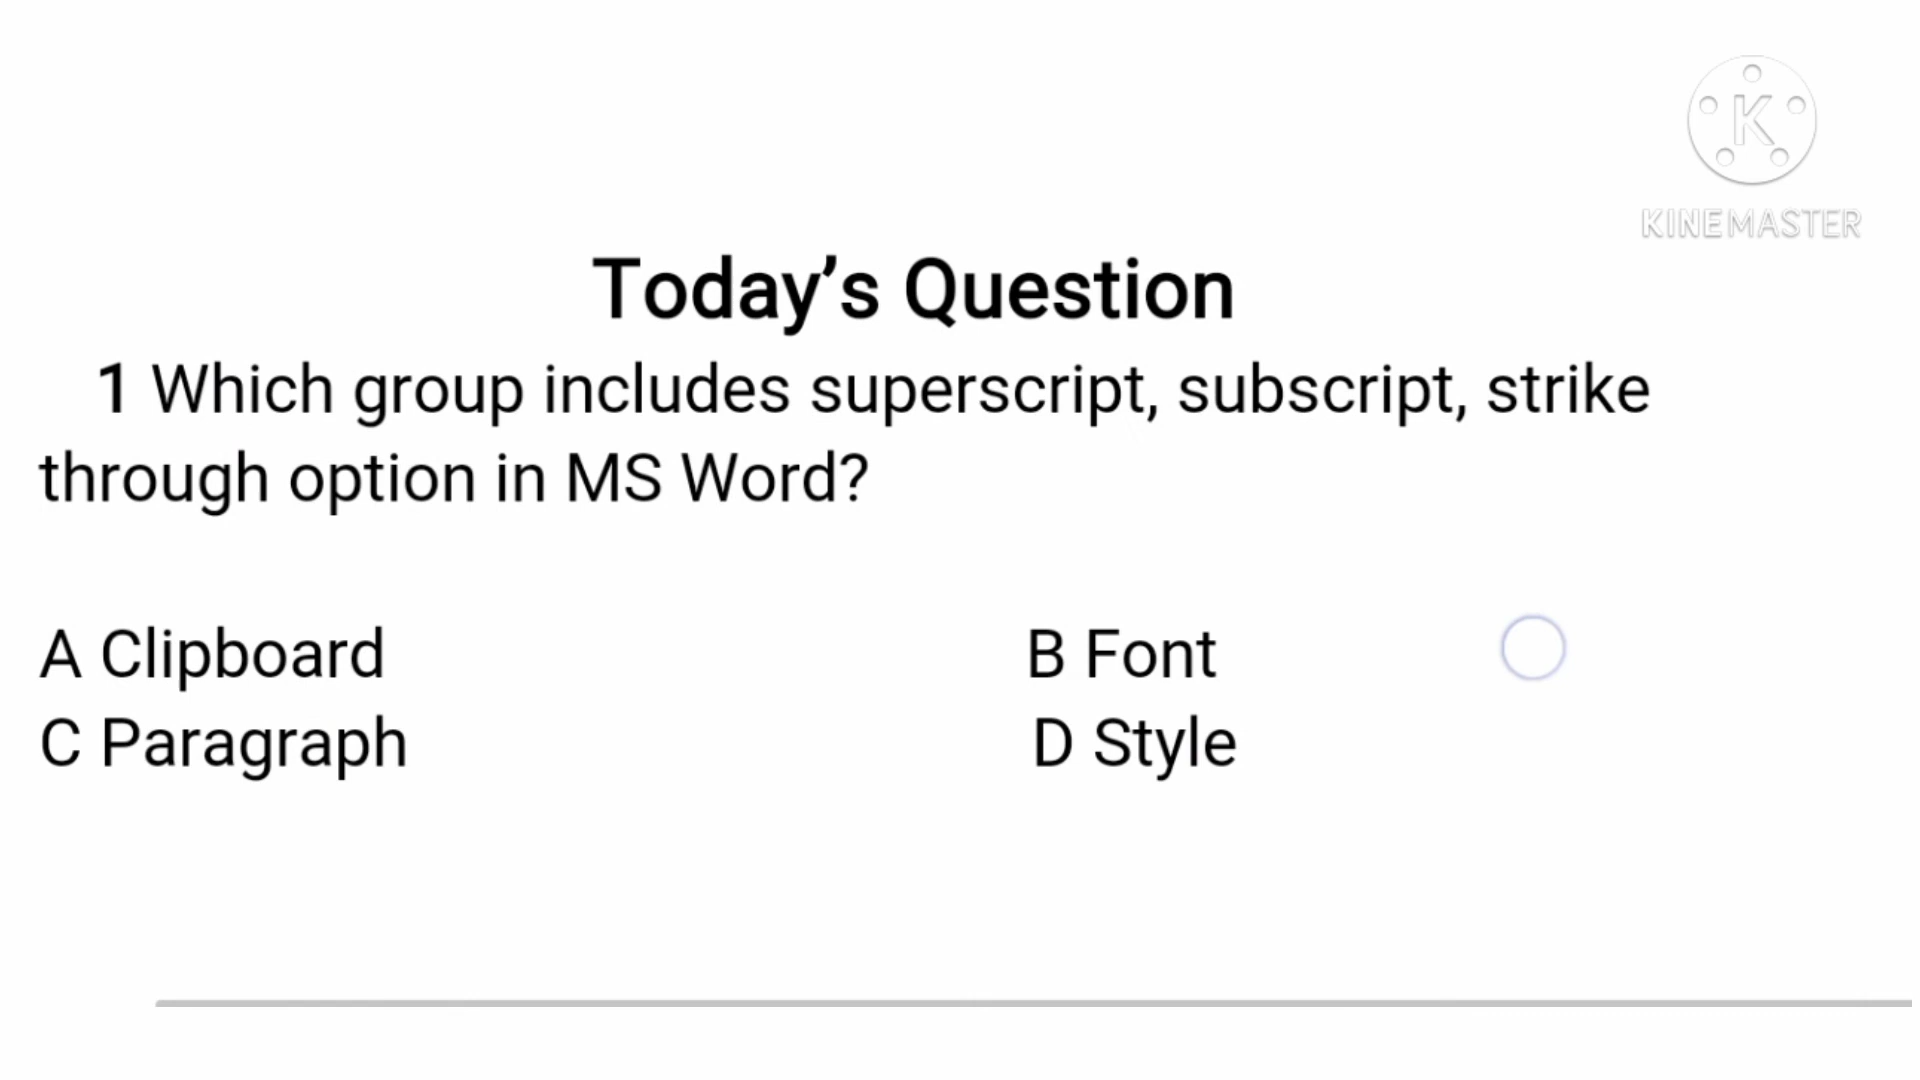 K
KINEMASTER
Today’s Question
1 Which group includes superscript, subscript, strike
through option in MS Word?
A Clipboard B Font
C Paragraph D Style